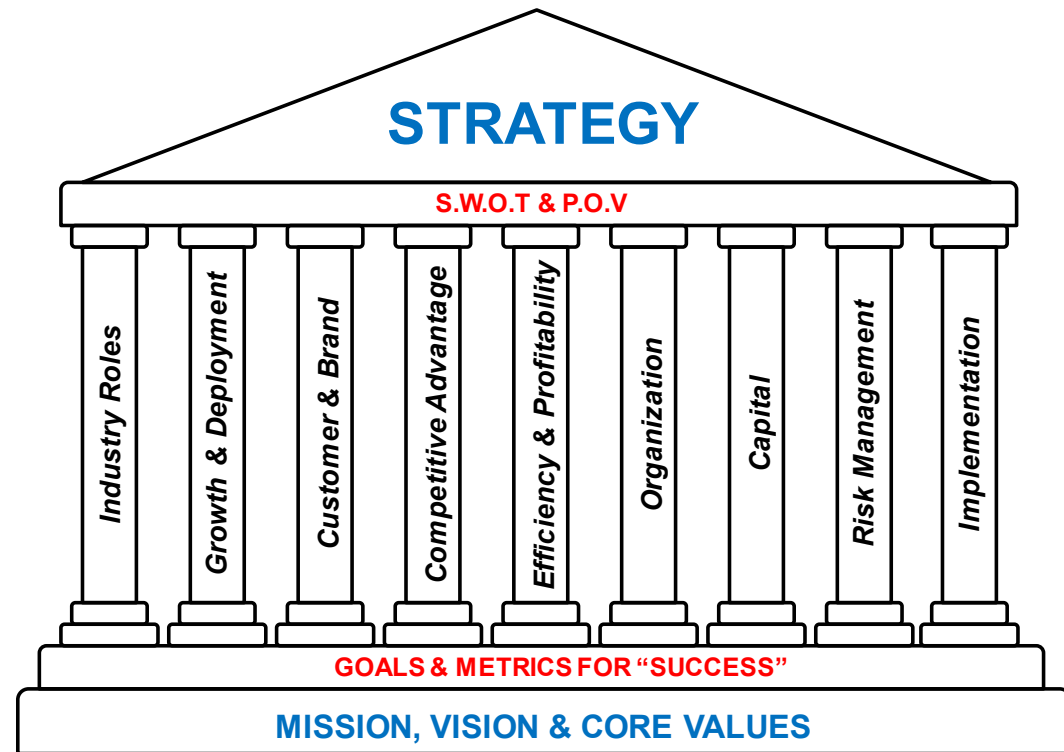 STRATEGY
S.W.O.T & P.O.V
Industry Roles
Growth & Deployment
Customer & Brand
Competitive Advantage
Efficiency & Profitability
Organization
Capital
Risk Management
Implementation
GOALS & METRICS FOR “SUCCESS”
MISSION, VISION & CORE VALUES